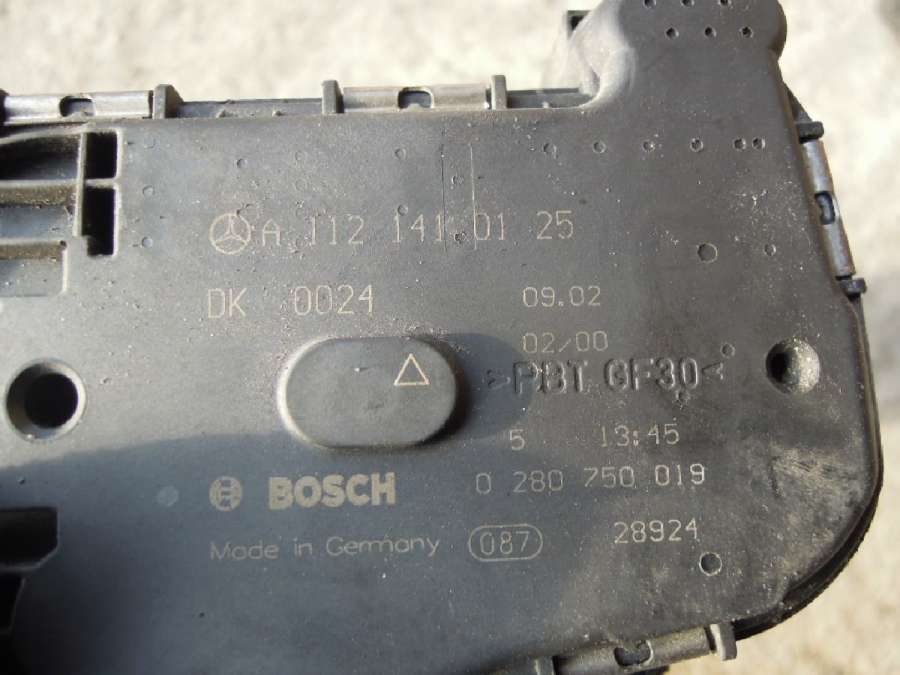 A 112 141 01 25
DK 0024 09.02
02/00
>PBT GF30<
5 13:45
BOSCH 0 280 750 019
Made in Germany 087 28924